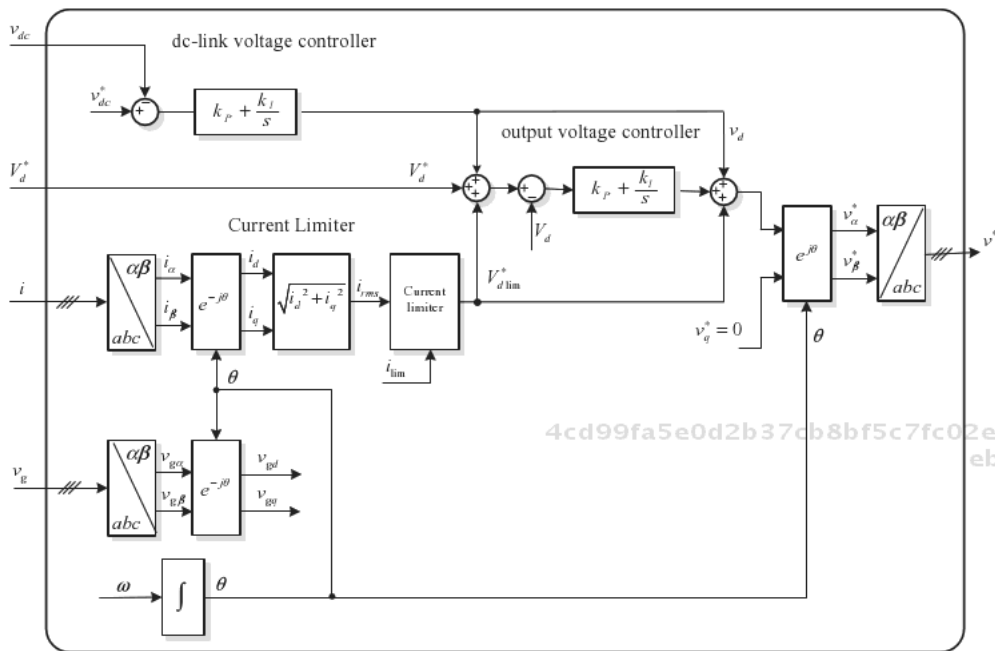 v_dc
dc-link voltage controller
v*_dc
−
+
k_P + k_I/s
output voltage controller
v_d
V*_d
V*_d
+
+
+
+
−
k_P + k_I/s
+
+
+
V_d
Current Limiter
V*_d lim
i
αβ
abc
i_α
i_β
e^{-jθ}
i_d
i_q
√(i_d² + i_q²)
i_rms
Current
limiter
i_lim
e^{jθ}
v*_α
v*_β
αβ
abc
v*
v*_q = 0
θ
θ
4cd99fa5e0d2b37cb8bf5c7fc02e
eb
v_g
αβ
abc
v_gα
v_gβ
e^{-jθ}
v_gd
v_gq
ω
∫
θ